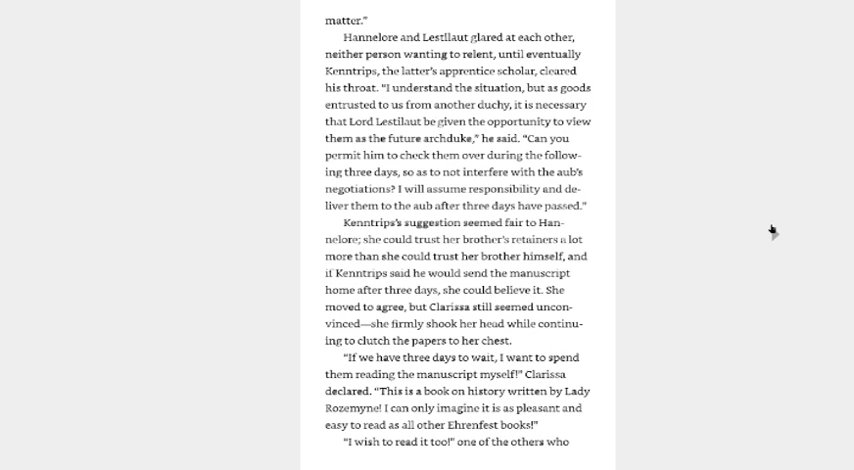 matter.”
Hannelore and Lestilaut glared at each other,
neither person wanting to relent, until eventually
Kenntrips, the latter’s apprentice scholar, cleared
his throat. “I understand the situation, but as goods
entrusted to us from another duchy, it is necessary
that Lord Lestilaut be given the opportunity to view
them as the future archduke,” he said. “Can you
permit him to check them over during the follow-
ing three days, so as to not interfere with the aub’s
negotiations? I will assume responsibility and de-
liver them to the aub after three days have passed.”
Kenntrips’s suggestion seemed fair to Han-
nelore; she could trust her brother’s retainers a lot
more than she could trust her brother himself, and
if Kenntrips said he would send the manuscript
home after three days, she could believe it. She
moved to agree, but Clarissa still seemed uncon-
vinced—she firmly shook her head while continu-
ing to clutch the papers to her chest.
“If we have three days to wait, I want to spend
them reading the manuscript myself!” Clarissa
declared. “This is a book on history written by Lady
Rozemyne! I can only imagine it is as pleasant and
easy to read as all other Ehrenfest books!”
“I wish to read it too!” one of the others who